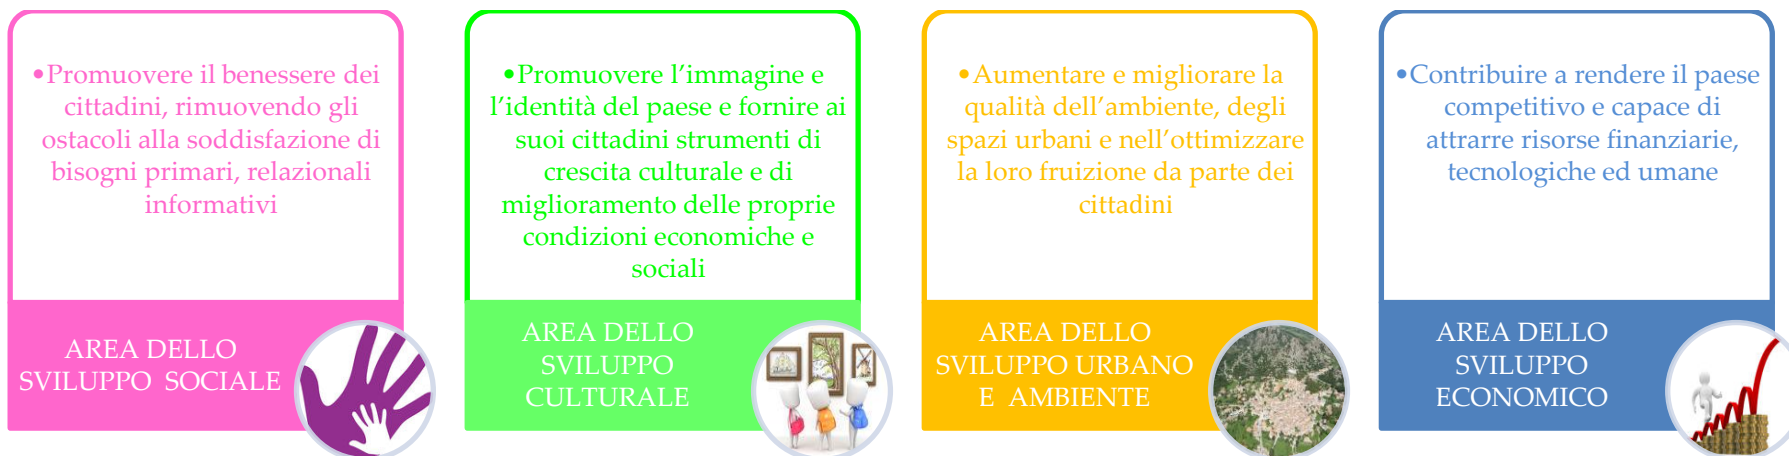 •Promuovere il benessere dei
cittadini, rimuovendo gli
ostacoli alla soddisfazione di
bisogni primari, relazionali
informativi
AREA DELLO
SVILUPPO SOCIALE
•Promuovere l’immagine e
l’identità del paese e fornire ai
suoi cittadini strumenti di
crescita culturale e di
miglioramento delle proprie
condizioni economiche e
sociali
AREA DELLO
SVILUPPO
CULTURALE
•Aumentare e migliorare la
qualità dell’ambiente, degli
spazi urbani e nell’ottimizzare
la loro fruizione da parte dei
cittadini
AREA DELLO
SVILUPPO URBANO
E AMBIENTE
•Contribuire a rendere il paese
competitivo e capace di
attrarre risorse finanziarie,
tecnologiche ed umane
AREA DELLO
SVILUPPO
ECONOMICO